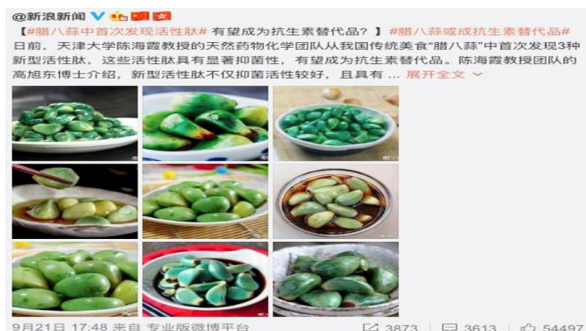 @新浪新闻
【#腊八蒜中首次发现活性肽# 有望成为抗生素替代品？】#腊八蒜或成抗生素替代品#
日前，天津大学陈海霞教授的天然药物化学团队从我国传统美食“腊八蒜”中首次发现3种
新型活性肽，这些活性肽具有显著抑菌性，有望成为抗生素替代品。陈海霞教授团队的
高旭东博士介绍，新型活性肽不仅抑菌活性较好，且具有 ... 展开全文
9月21日 17:48 来自 专业版微博平台
3873 3613 54497